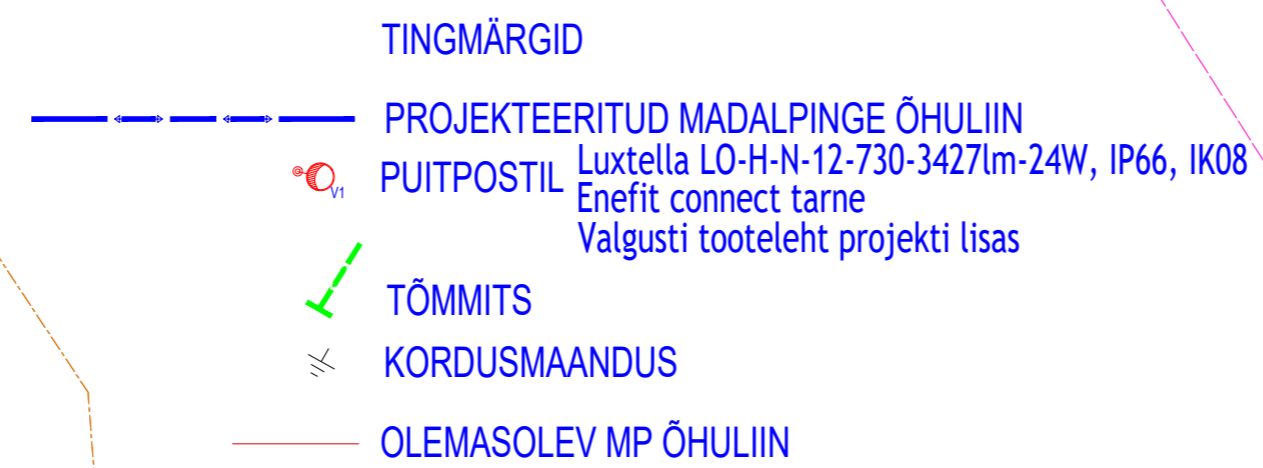 TINGMÄRGID
PROJEKTEERITUD MADALPINGE ÕHULIIN
V1 PUITPOSTIL Luxtella LO-H-N-12-730-3427lm-24W, IP66, IK08
Enefit connect tarne
Valgusti tooteleht projekti lisas
TÕMMITS
KORDUSMAANDUS
OLEMASOLEV MP ÕHULIIN